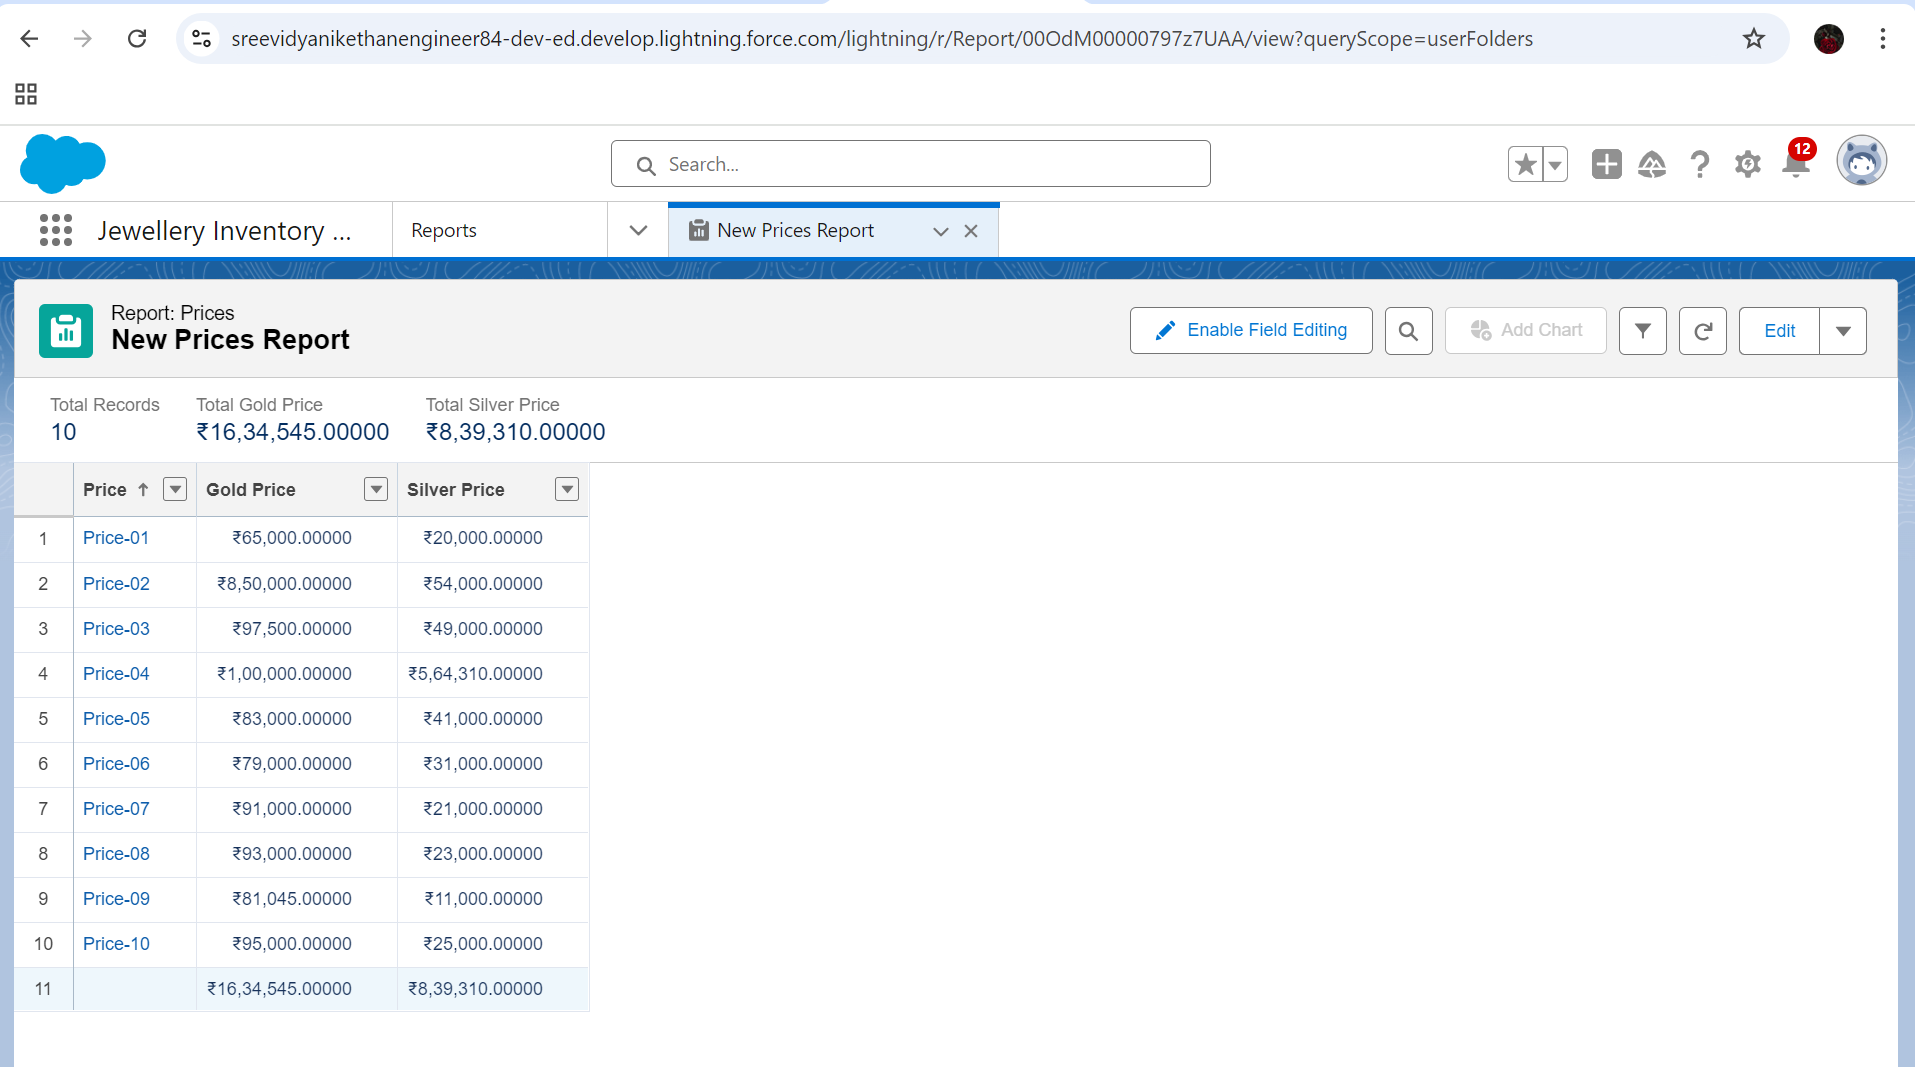 sreevidyanikethanengineer84-dev-ed.develop.lightning.force.com/lightning/r/Report/00OdM00000797z7UAA/view?queryScope=userFolders
Search...
12
Jewellery Inventory ...
Reports
New Prices Report
Report: Prices
New Prices Report
Enable Field Editing
Add Chart
Edit
Total Records
Total Gold Price
Total Silver Price
10
₹16,34,545.00000
₹8,39,310.00000
Price Gold Price Silver Price
1 Price-01 ₹65,000.00000 ₹20,000.00000
2 Price-02 ₹8,50,000.00000 ₹54,000.00000
3 Price-03 ₹97,500.00000 ₹49,000.00000
4 Price-04 ₹1,00,000.00000 ₹5,64,310.00000
5 Price-05 ₹83,000.00000 ₹41,000.00000
6 Price-06 ₹79,000.00000 ₹31,000.00000
7 Price-07 ₹91,000.00000 ₹21,000.00000
8 Price-08 ₹93,000.00000 ₹23,000.00000
9 Price-09 ₹81,045.00000 ₹11,000.00000
10 Price-10 ₹95,000.00000 ₹25,000.00000
11 ₹16,34,545.00000 ₹8,39,310.00000